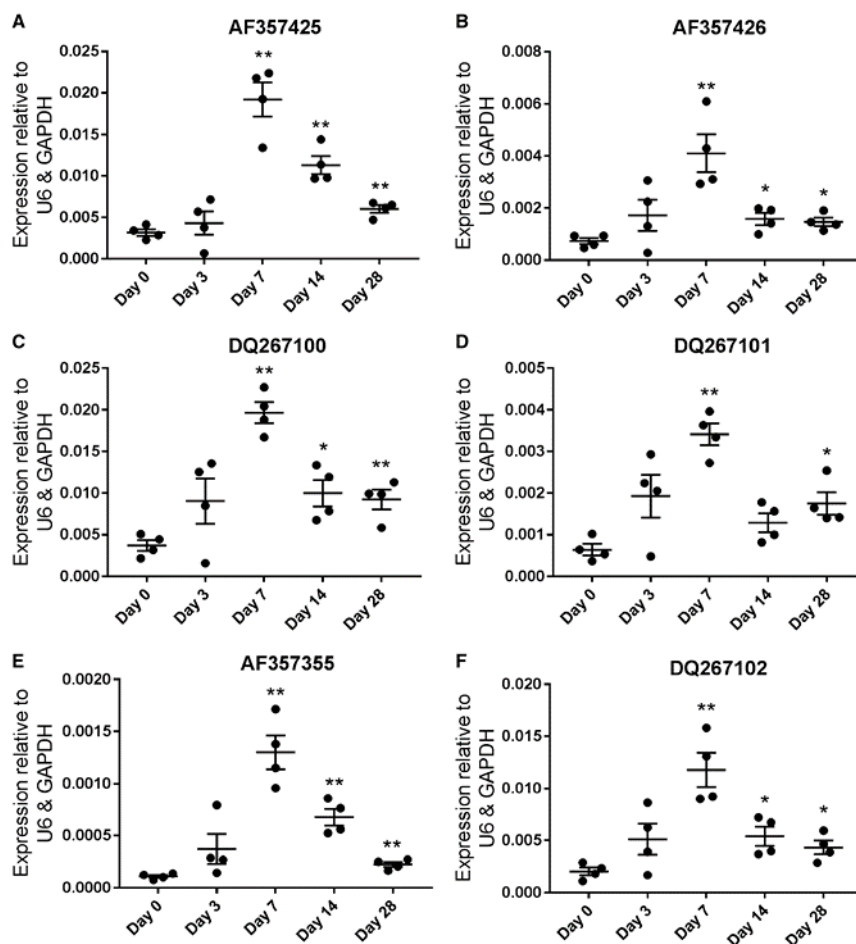 A
AF357425
Expression relative to
U6 & GAPDH
0.025
0.020
0.015
0.010
0.005
0.000
**
**
**
Day 0
Day 3
Day 7
Day 14
Day 28
B
AF357426
Expression relative to
U6 & GAPDH
0.008
0.006
0.004
0.002
0.000
**
*
*
Day 0
Day 3
Day 7
Day 14
Day 28
C
DQ267100
Expression relative to
U6 & GAPDH
0.025
0.020
0.015
0.010
0.005
0.000
**
*
**
Day 0
Day 3
Day 7
Day 14
Day 28
D
DQ267101
Expression relative to
U6 & GAPDH
0.005
0.004
0.003
0.002
0.001
0.000
**
*
Day 0
Day 3
Day 7
Day 14
Day 28
E
AF357355
Expression relative to
U6 & GAPDH
0.0020
0.0015
0.0010
0.0005
0.0000
**
**
**
Day 0
Day 3
Day 7
Day 14
Day 28
F
DQ267102
Expression relative to
U6 & GAPDH
0.020
0.015
0.010
0.005
0.000
**
*
*
Day 0
Day 3
Day 7
Day 14
Day 28